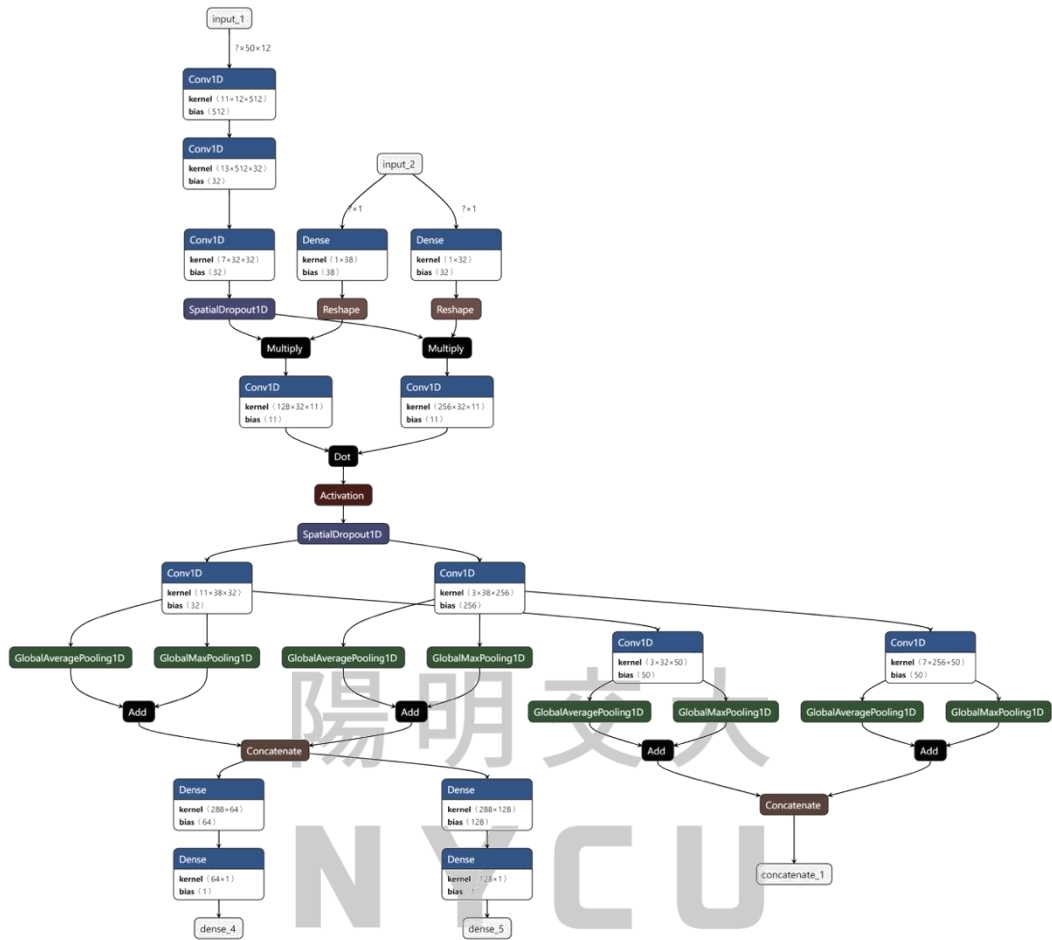 input_1
?×50×12
Conv1D
kernel (11×12×512)
bias (512)
Conv1D
kernel (13×512×32)
bias (32)
input_2
?×1
?×1
Conv1D
kernel (7×32×32)
bias (32)
Dense
kernel (1×38)
bias (38)
Dense
kernel (1×32)
bias (32)
SpatialDropout1D
Reshape
Reshape
Multiply
Multiply
Conv1D
kernel (128×32×11)
bias (11)
Conv1D
kernel (256×32×11)
bias (11)
Dot
Activation
SpatialDropout1D
Conv1D
kernel (11×38×32)
bias (32)
Conv1D
kernel (3×38×256)
bias (256)
Conv1D
kernel (3×32×50)
bias (50)
Conv1D
kernel (7×256×50)
bias (50)
GlobalAveragePooling1D
GlobalMaxPooling1D
GlobalAveragePooling1D
GlobalMaxPooling1D
GlobalAveragePooling1D
GlobalMaxPooling1D
GlobalAveragePooling1D
GlobalMaxPooling1D
Add
Add
Add
Add
Concatenate
Concatenate
Dense
kernel (288×64)
bias (64)
Dense
kernel (288×128)
bias (128)
Dense
kernel (64×1)
bias (1)
Dense
kernel (128×1)
bias (1)
concatenate_1
dense_4
dense_5
陽明交大
NYCU